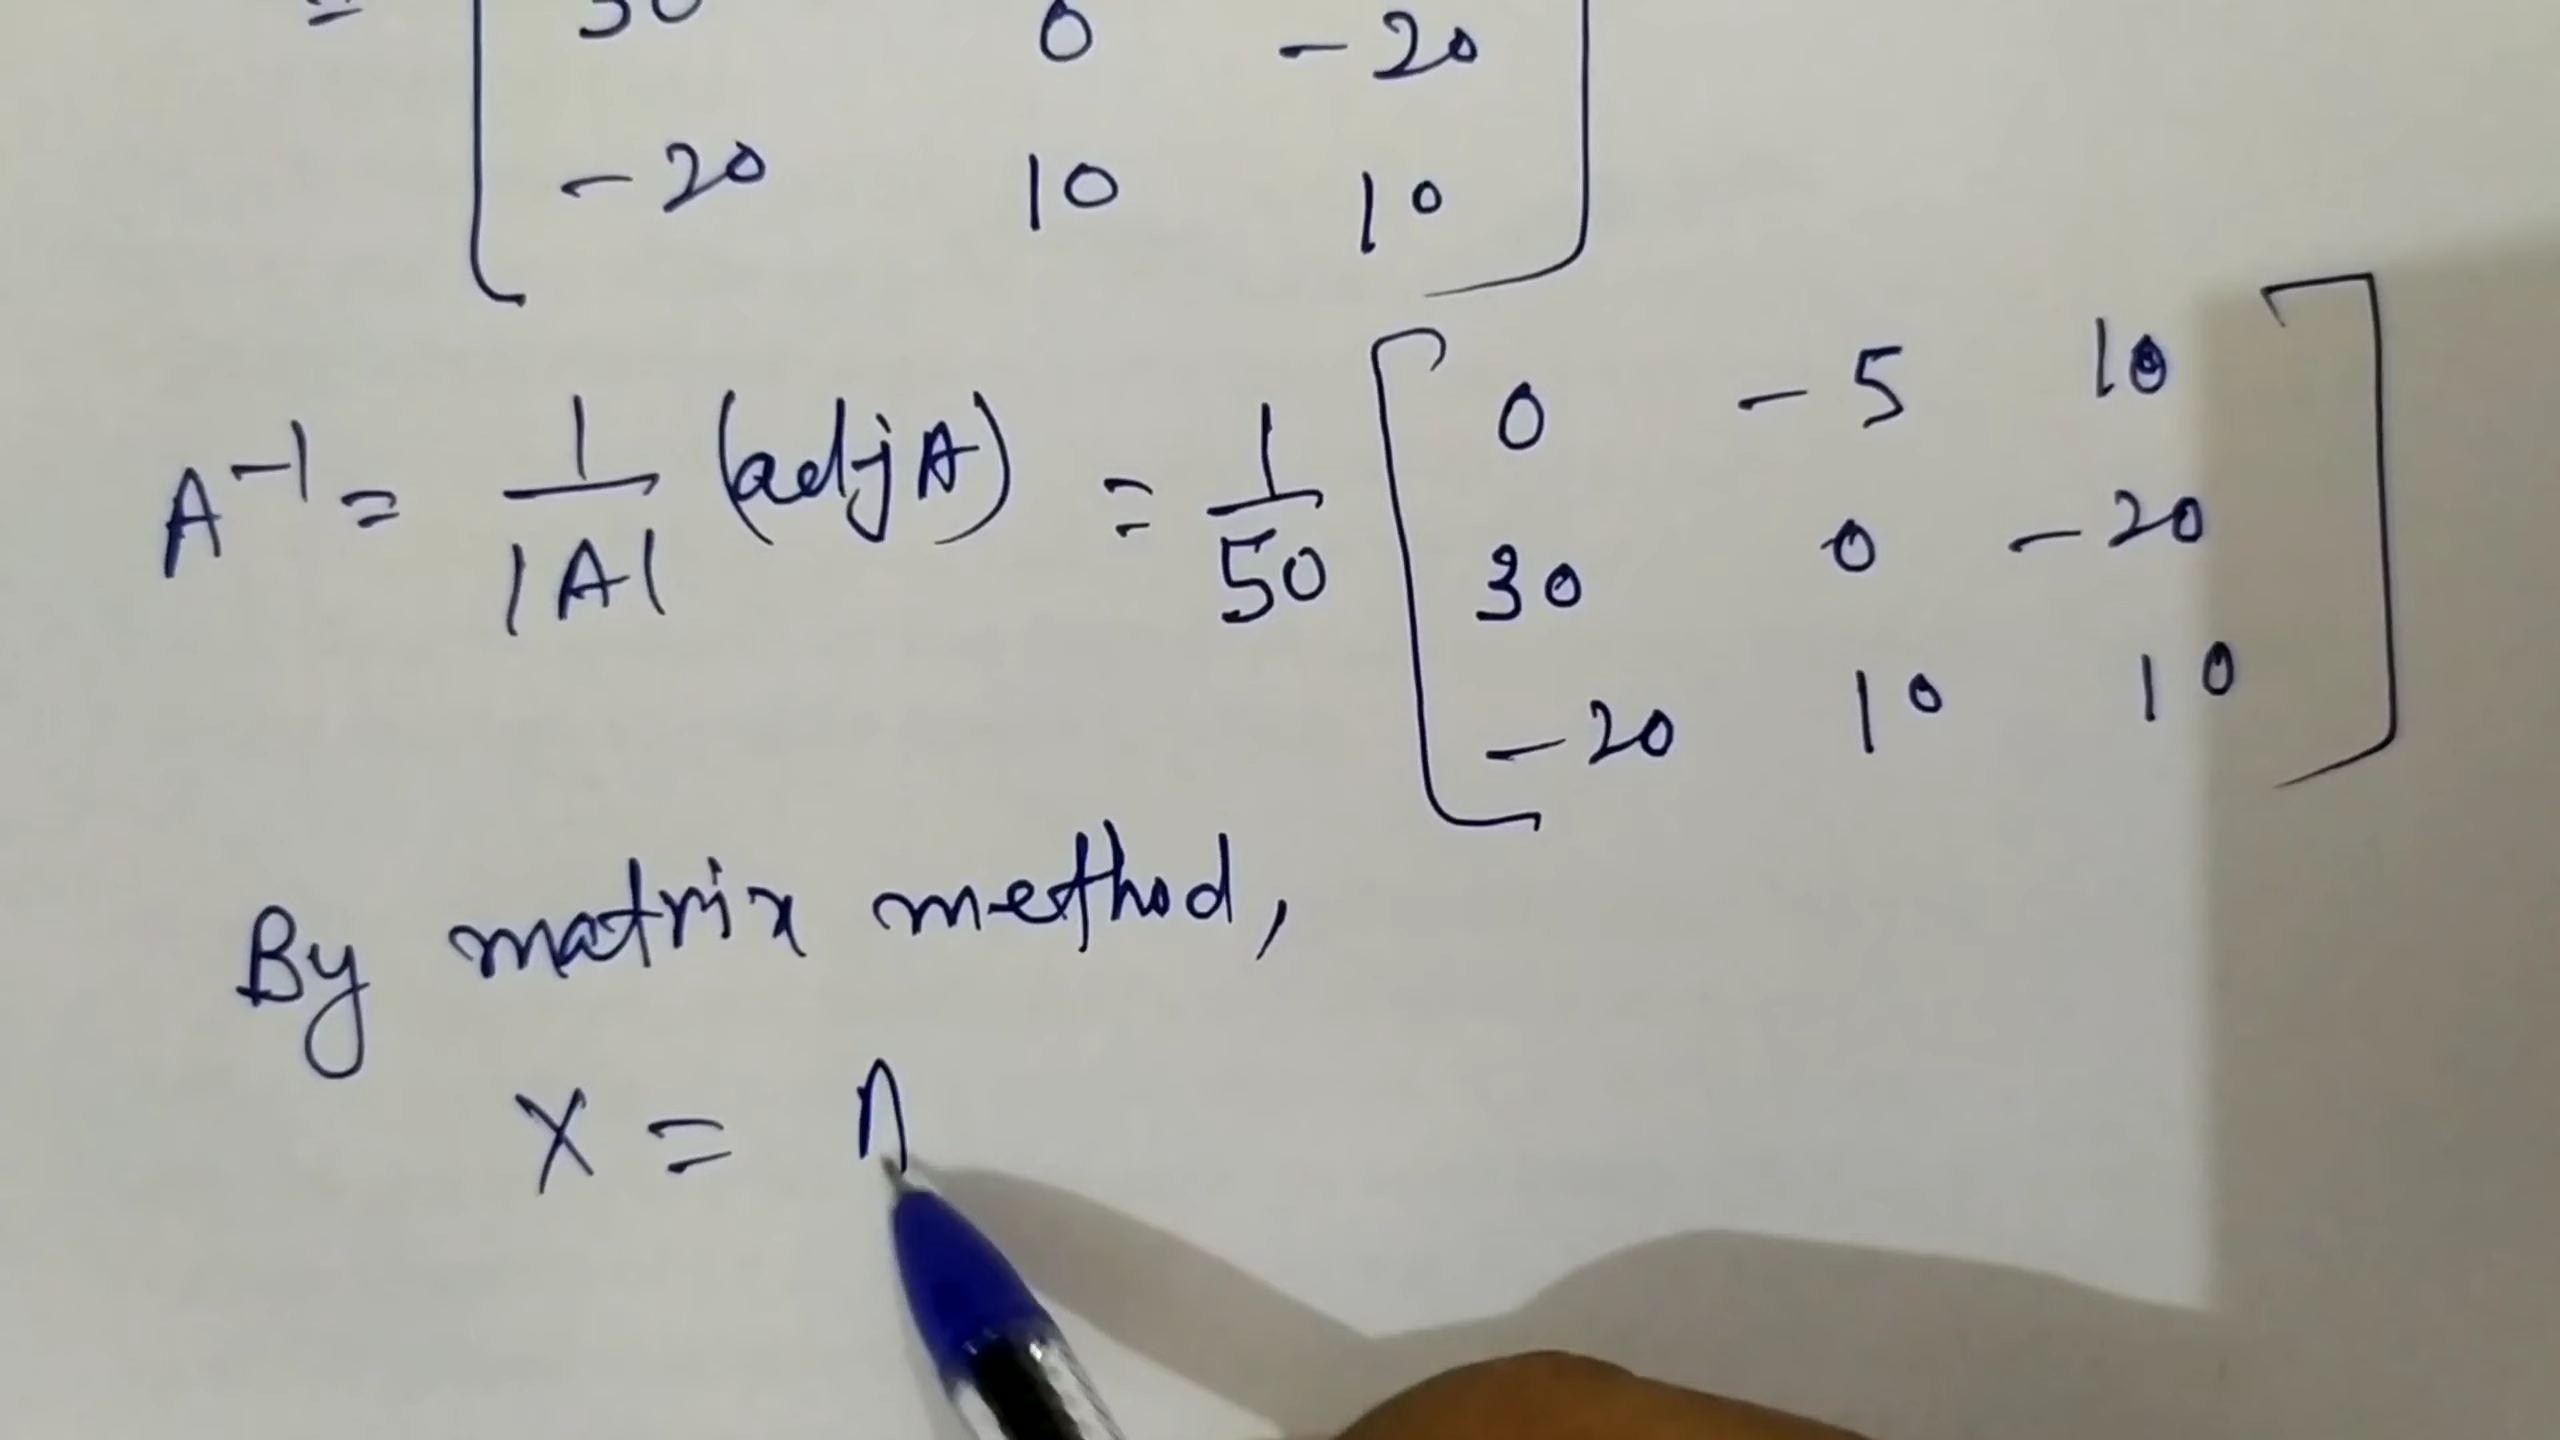 = 30 0 -20
-20 10 10
0 -5 10
A⁻¹ = 1/|A| (adj A) = 1/50 30 0 -20
-20 10 10
By matrix method,
X = A